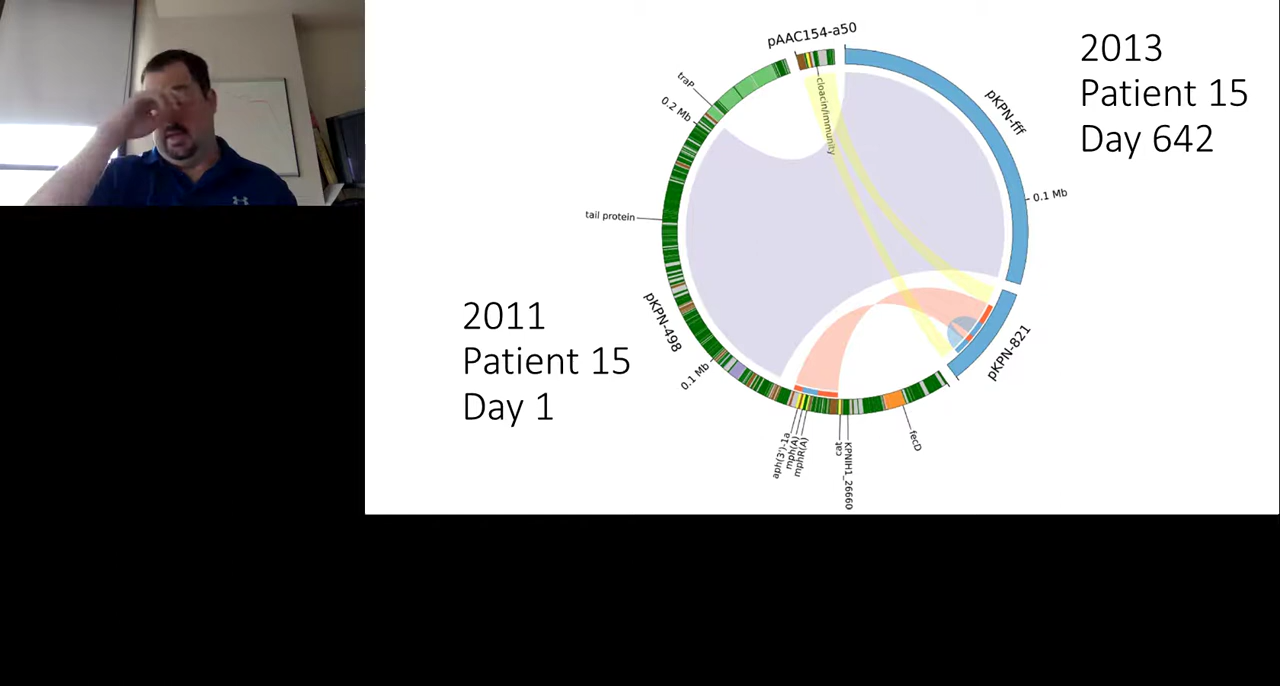 pAAC154-a50
2013
Patient 15
Day 642
traP
0.2 Mb
cloacin/immunity
pKPN-fff
0.1 Mb
tail protein
pKPN-498
0.1 Mb
2011
Patient 15
Day 1
pKPN-821
aph(3')-1a
mph(A)
mphR(A)
cat
KPNIH1_26660
fecD